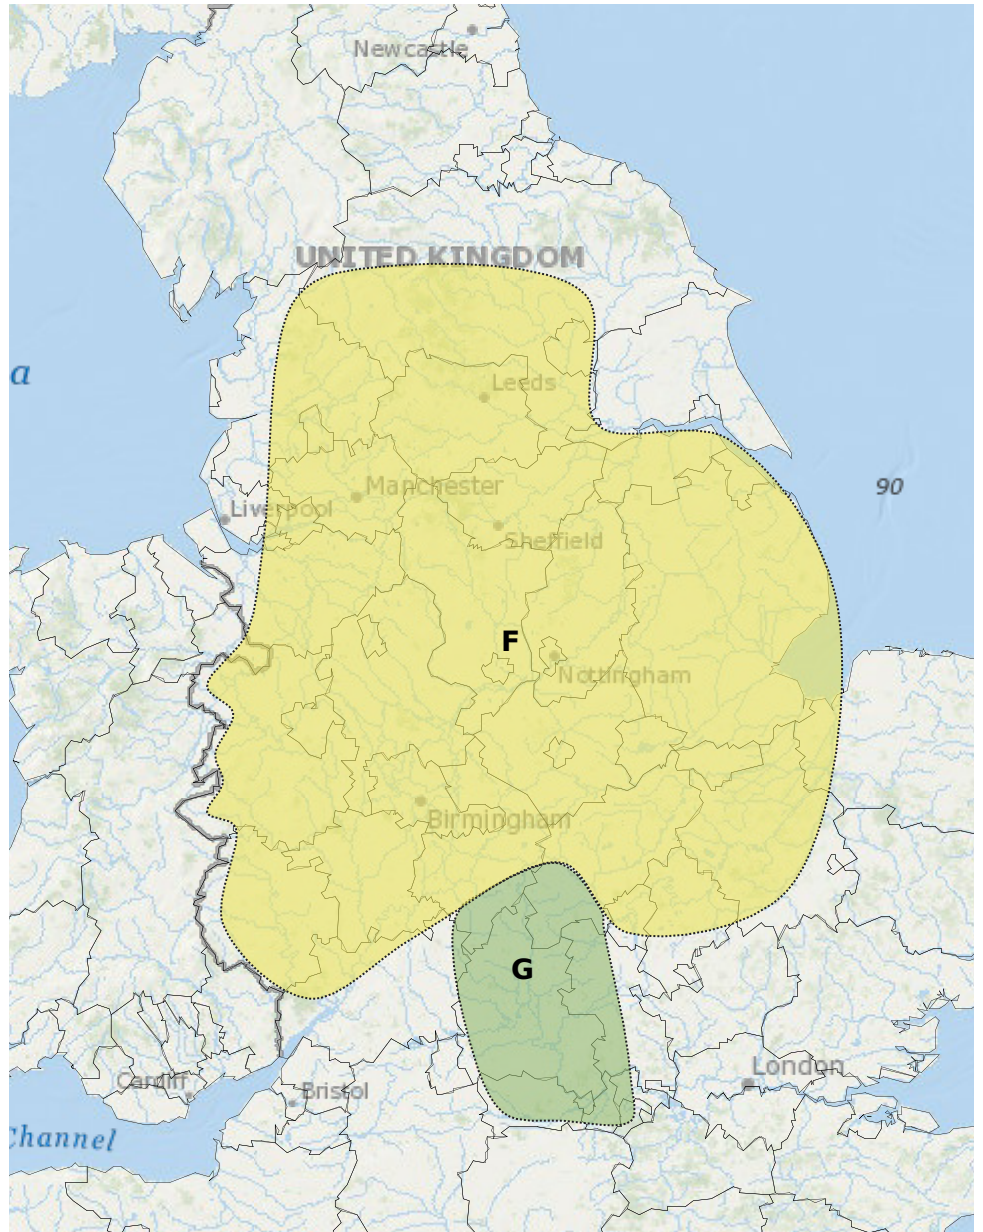 Newcastle
UNITED KINGDOM
a
Leeds
Manchester
90
Liverpool
Sheffield
F
Nottingham
Birmingham
G
London
Cardiff
Bristol
Channel